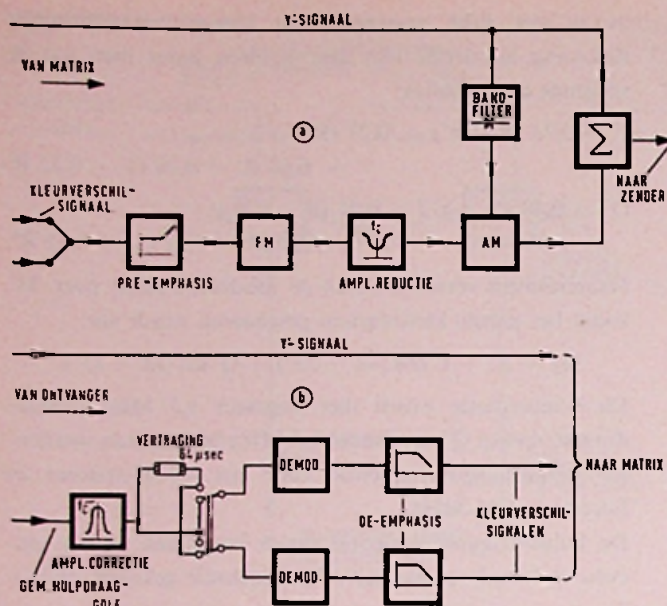 Y'-SIGNAAL
VAN MATRIX
BAND-
FILTER
a
Σ
NAAR
ZENDER
KLEURVERSCHIL-
SIGNAAL
FM
AM
PRE-EMPHASIS
AMPL.REDUCTIE
Y'-SIGNAAL
VAN ONTVANGER
b
VERTRAGING
64 µsec
DEMOD.
NAAR MATRIX
DE-EMPHASIS
KLEURVERSCHIL-
SIGNALEN
AMPL.CORRECTIE
DEMOD.
GEM. HULPDRAAG-
GOLF